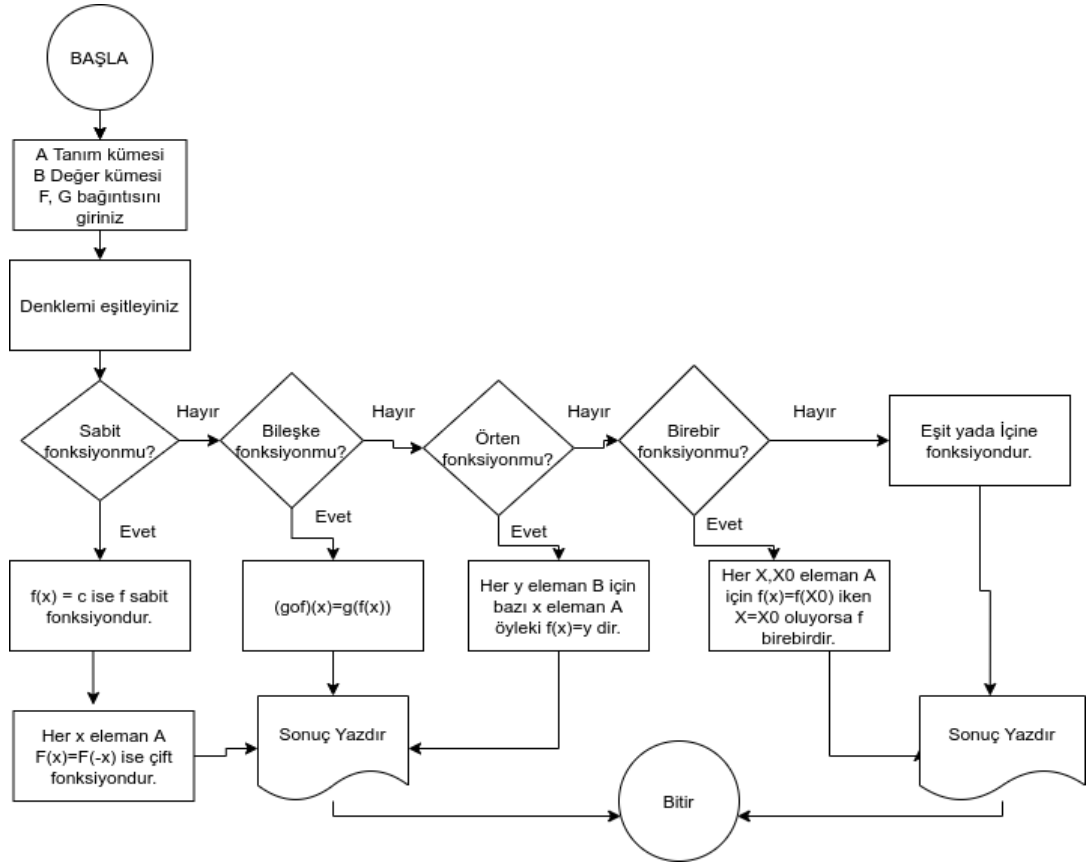 BAŞLA
A Tanım kümesi
B Değer kümesi
F, G bağıntısını
giriniz
Denklemi eşitleyiniz
Sabit
fonksiyonmu?
Hayır
Bileşke
fonksiyonmu?
Hayır
Örten
fonksiyonmu?
Hayır
Birebir
fonksiyonmu?
Hayır
Eşit yada İçine
fonksiyondur.
Evet
Evet
Evet
Evet
f(x) = c ise f sabit
fonksiyondur.
(gof)(x)=g(f(x))
Her y eleman B için
bazı x eleman A
öyleki f(x)=y dir.
Her X,X0 eleman A
için f(x)=f(X0) iken
X=X0 oluyorsa f
birebirdir.
Her x eleman A
F(x)=F(-x) ise çift
fonksiyondur.
Sonuç Yazdır
Sonuç Yazdır
Bitir